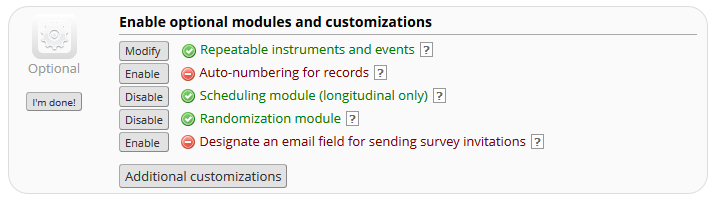 Enable optional modules and customizations
Optional
I'm done!
Modify Repeatable instruments and events ?
Enable Auto-numbering for records ?
Disable Scheduling module (longitudinal only) ?
Disable Randomization module ?
Enable Designate an email field for sending survey invitations ?
Additional customizations